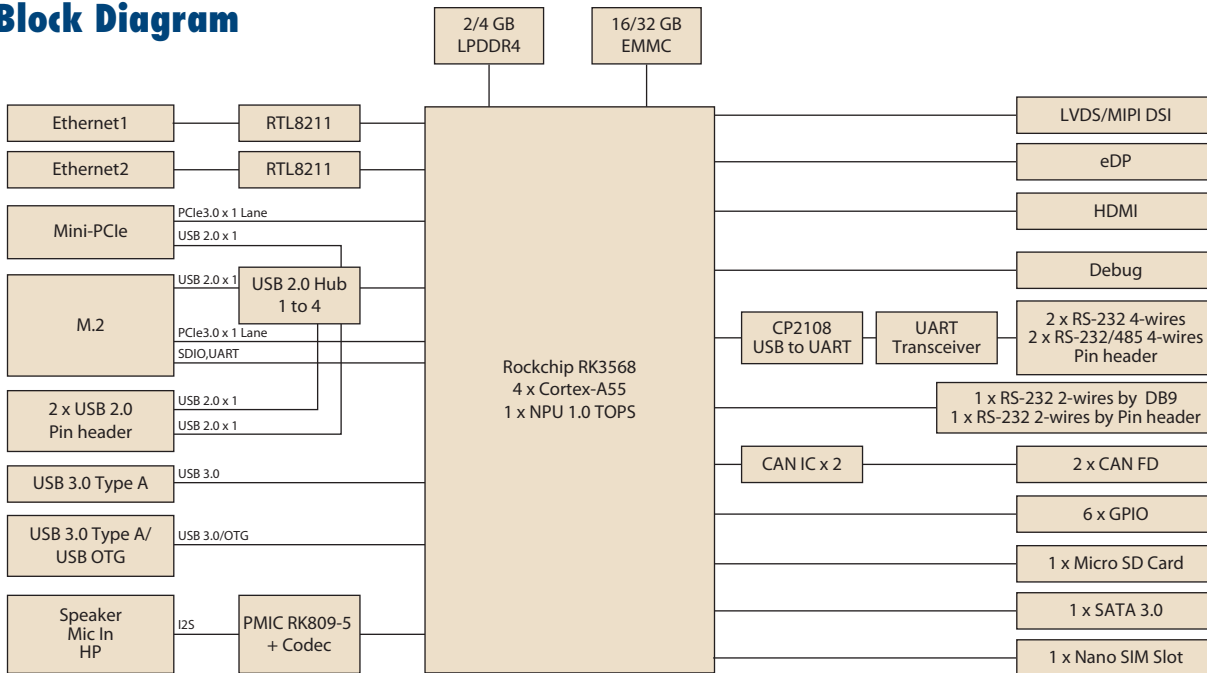 Block Diagram
2/4 GB
LPDDR4
16/32 GB
EMMC
Ethernet1
RTL8211
Ethernet2
RTL8211
Mini-PCIe
PCIe3.0 x 1 Lane
USB 2.0 x 1
M.2
USB 2.0 x 1
USB 2.0 Hub
1 to 4
PCIe3.0 x 1 Lane
SDIO,UART
2 x USB 2.0
Pin header
USB 2.0 x 1
USB 2.0 x 1
USB 3.0 Type A
USB 3.0
USB 3.0 Type A/
USB OTG
USB 3.0/OTG
Speaker
Mic In
HP
I2S
PMIC RK809-5
+ Codec
Rockchip RK3568
4 x Cortex-A55
1 x NPU 1.0 TOPS
LVDS/MIPI DSI
eDP
HDMI
Debug
CP2108
USB to UART
UART
Transceiver
2 x RS-232 4-wires
2 x RS-232/485 4-wires
Pin header
1 x RS-232 2-wires by DB9
1 x RS-232 2-wires by Pin header
CAN IC x 2
2 x CAN FD
6 x GPIO
1 x Micro SD Card
1 x SATA 3.0
1 x Nano SIM Slot